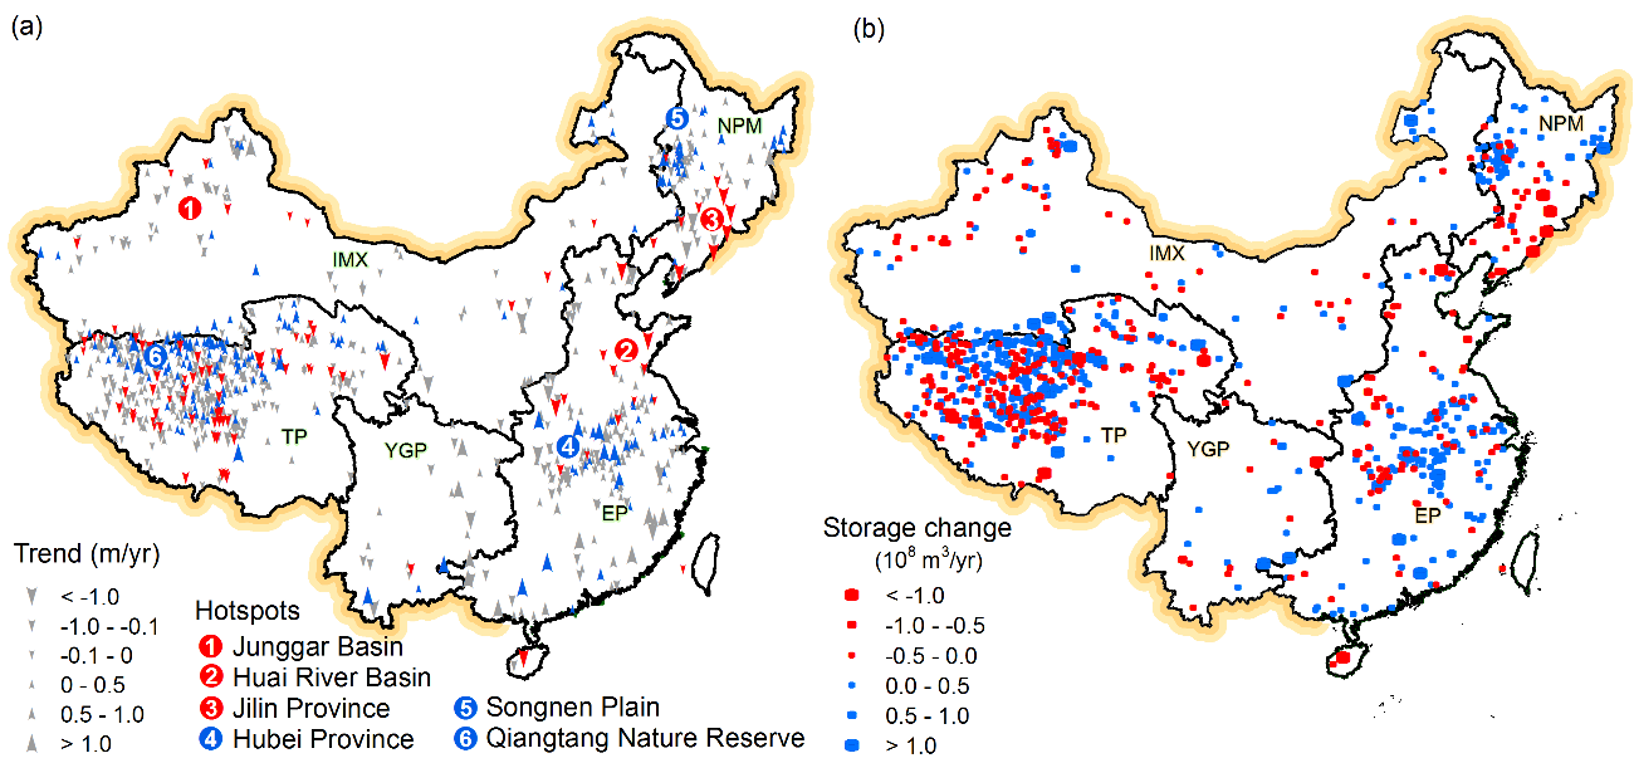 (a)
(b)
5
NPM
NPM
1
3
IMX
IMX
2
6
TP
TP
YGP
YGP
4
EP
EP
Trend (m/yr)
< -1.0
-1.0 - -0.1
-0.1 - 0
0 - 0.5
0.5 - 1.0
> 1.0
Hotspots
1 Junggar Basin
2 Huai River Basin
3 Jilin Province
4 Hubei Province
5 Songnen Plain
6 Qiangtang Nature Reserve
Storage change
(10⁸ m³/yr)
< -1.0
-1.0 - -0.5
-0.5 - 0.0
0.0 - 0.5
0.5 - 1.0
> 1.0